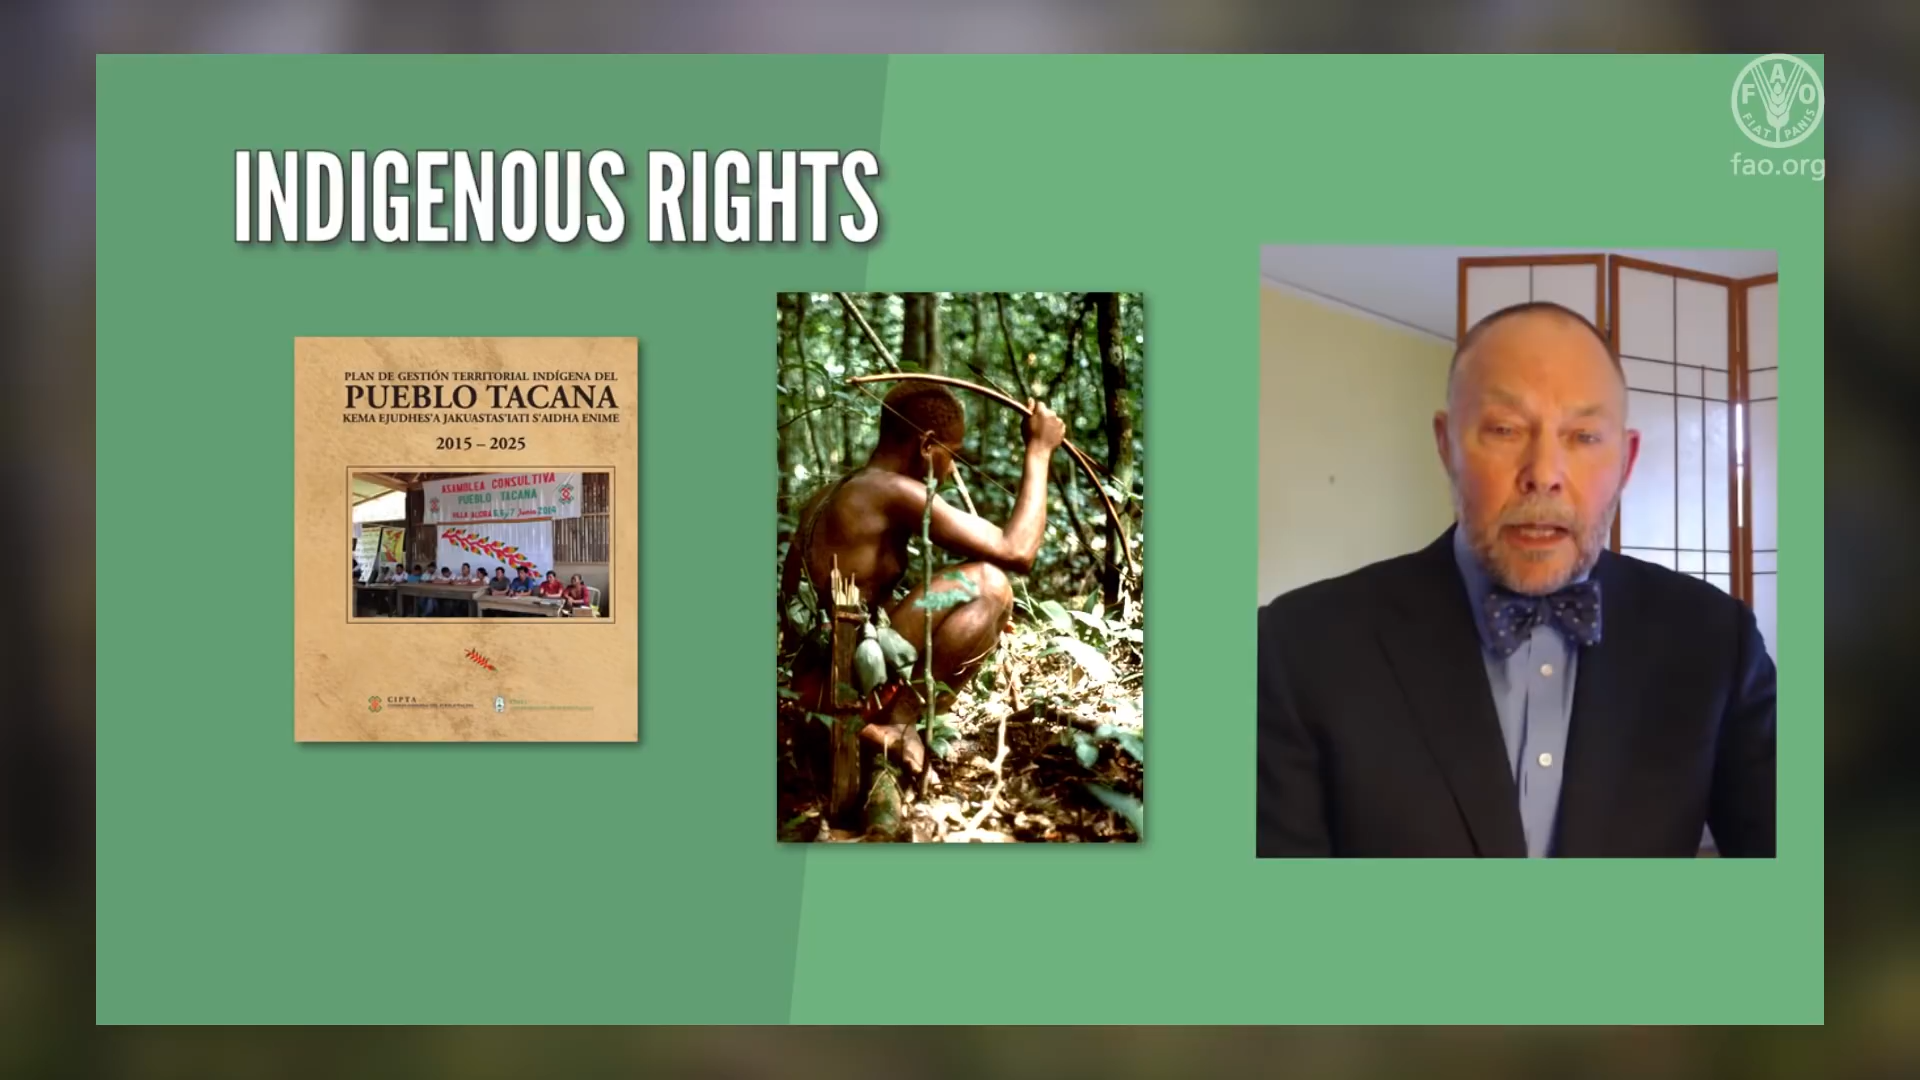 FAO
FIAT PANIS
fao.org
INDIGENOUS RIGHTS
PLAN DE GESTIÓN TERRITORIAL INDÍGENA DEL
PUEBLO TACANA
KEMA EJUDHES'A JAKUASTAS'IATI S'AIDHA ENIME
2015 – 2025
ASAMBLEA CONSULTIVA
PUEBLO TACANA
CIPTA